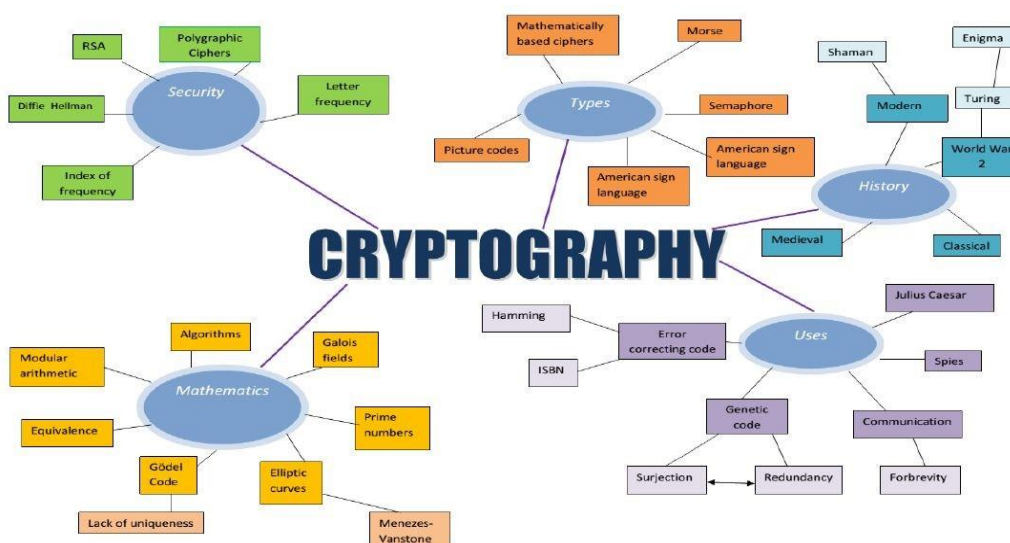 RSA
Polygraphic
Ciphers
Security
Letter
frequency
Diffie Hellman
Index of
frequency
Mathematically
based ciphers
Morse
Types
Semaphore
Picture codes
American sign
language
American sign
language
Shaman
Enigma
Modern
Turing
World War
2
History
Medieval
Classical
CRYPTOGRAPHY
Algorithms
Galois
fields
Modular
arithmetic
Mathematics
Equivalence
Prime
numbers
Gödel
Code
Elliptic
curves
Lack of uniqueness
Menezes-
Vanstone
Hamming
Error
correcting code
ISBN
Julius Caesar
Uses
Spies
Genetic
code
Communication
Surjection
Redundancy
Forbrevity